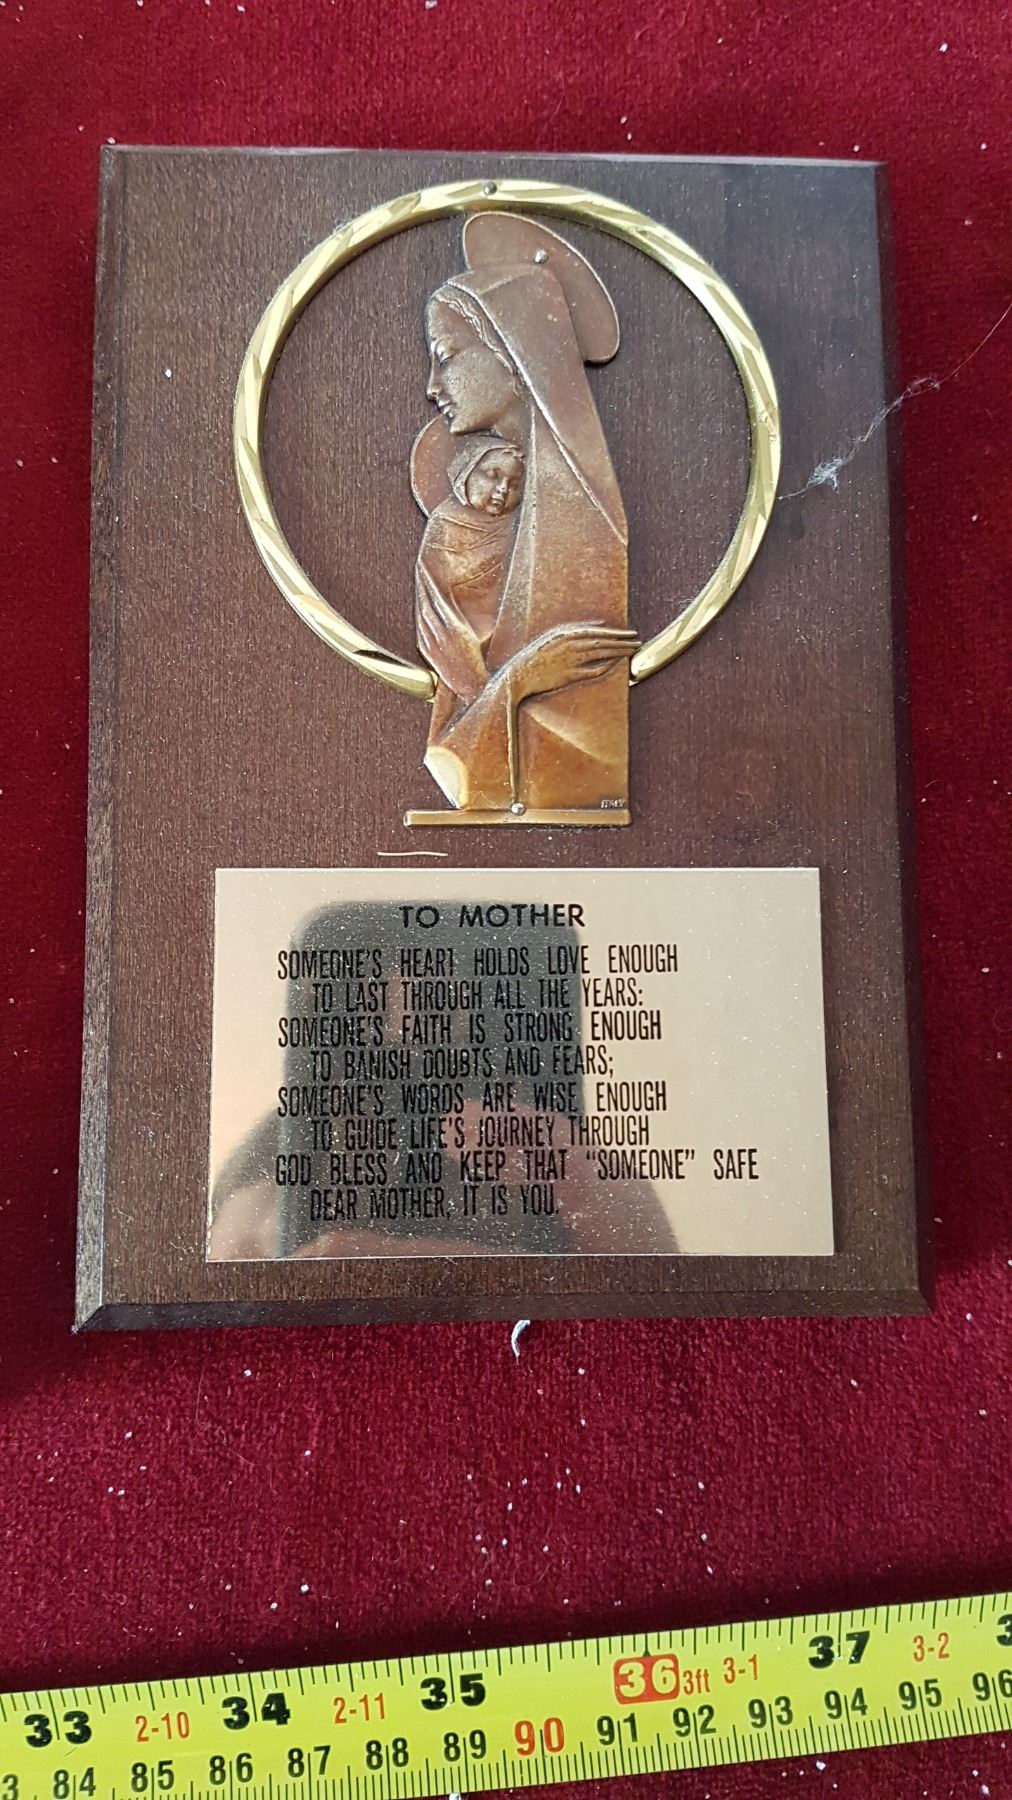 ITALY
TO MOTHER
SOMEONE'S HEART HOLDS LOVE ENOUGH
TO LAST THROUGH ALL THE YEARS:
SOMEONE'S FAITH IS STRONG ENOUGH
TO BANISH DOUBTS AND FEARS;
SOMEONE'S WORDS ARE WISE ENOUGH
TO GUIDE LIFE'S JOURNEY THROUGH
GOD BLESS AND KEEP THAT “SOMEONE” SAFE
DEAR MOTHER, IT IS YOU.
33 2-10 34 2-11 35 36 3ft 3-1 37 3-2
3 84 85 86 87 88 89 90 91 92 93 94 95 96